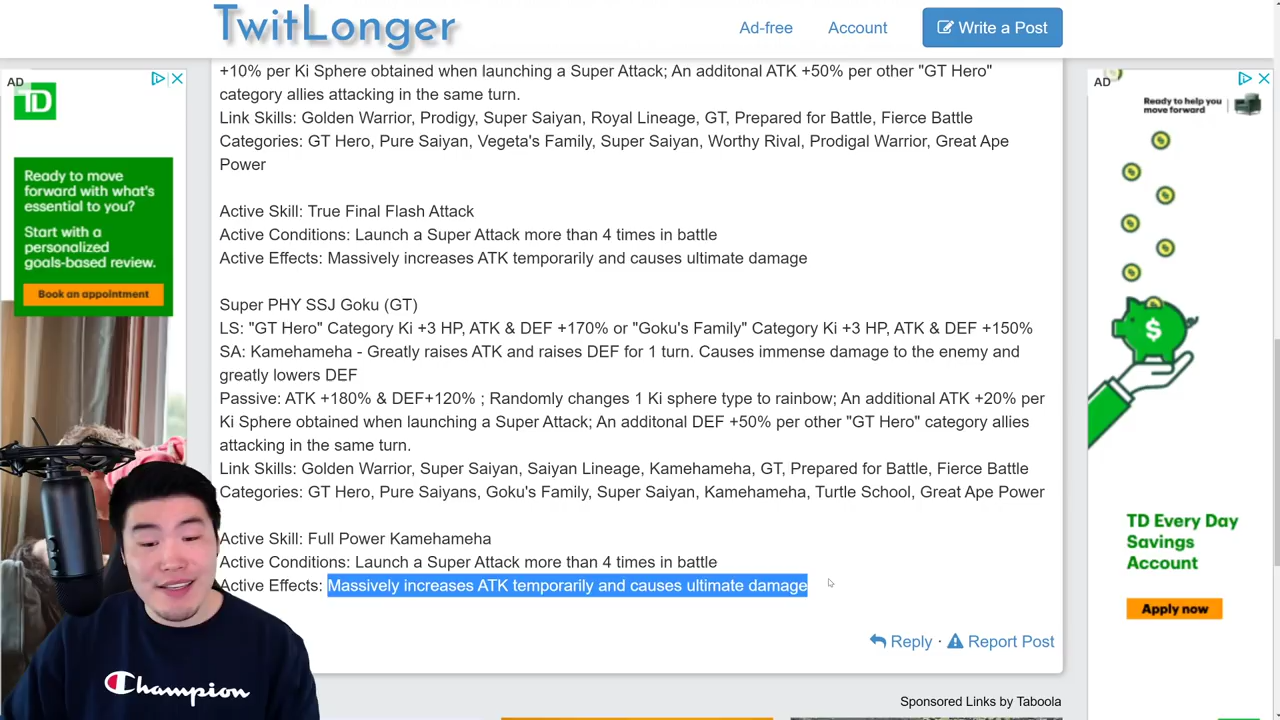 TwitLonger
Ad-free
Account
Write a Post
AD
TD
Ready to move
forward with what's
essential to you?
Start with a
personalized
goals-based review.
Book an appointment
+10% per Ki Sphere obtained when launching a Super Attack; An additonal ATK +50% per other "GT Hero"
category allies attacking in the same turn.
Link Skills: Golden Warrior, Prodigy, Super Saiyan, Royal Lineage, GT, Prepared for Battle, Fierce Battle
Categories: GT Hero, Pure Saiyan, Vegeta's Family, Super Saiyan, Worthy Rival, Prodigal Warrior, Great Ape
Power
Active Skill: True Final Flash Attack
Active Conditions: Launch a Super Attack more than 4 times in battle
Active Effects: Massively increases ATK temporarily and causes ultimate damage
Super PHY SSJ Goku (GT)
LS: "GT Hero" Category Ki +3 HP, ATK & DEF +170% or "Goku's Family" Category Ki +3 HP, ATK & DEF +150%
SA: Kamehameha - Greatly raises ATK and raises DEF for 1 turn. Causes immense damage to the enemy and
greatly lowers DEF
Passive: ATK +180% & DEF+120% ; Randomly changes 1 Ki sphere type to rainbow; An additional ATK +20% per
Ki Sphere obtained when launching a Super Attack; An additonal DEF +50% per other "GT Hero" category allies
attacking in the same turn.
Link Skills: Golden Warrior, Super Saiyan, Saiyan Lineage, Kamehameha, GT, Prepared for Battle, Fierce Battle
Categories: GT Hero, Pure Saiyans, Goku's Family, Super Saiyan, Kamehameha, Turtle School, Great Ape Power
Active Skill: Full Power Kamehameha
Active Conditions: Launch a Super Attack more than 4 times in battle
Active Effects: Massively increases ATK temporarily and causes ultimate damage
Reply · Report Post
Sponsored Links by Taboola
AD
Ready to help you
move forward
$
TD Every Day
Savings
Account
Apply now
Champion